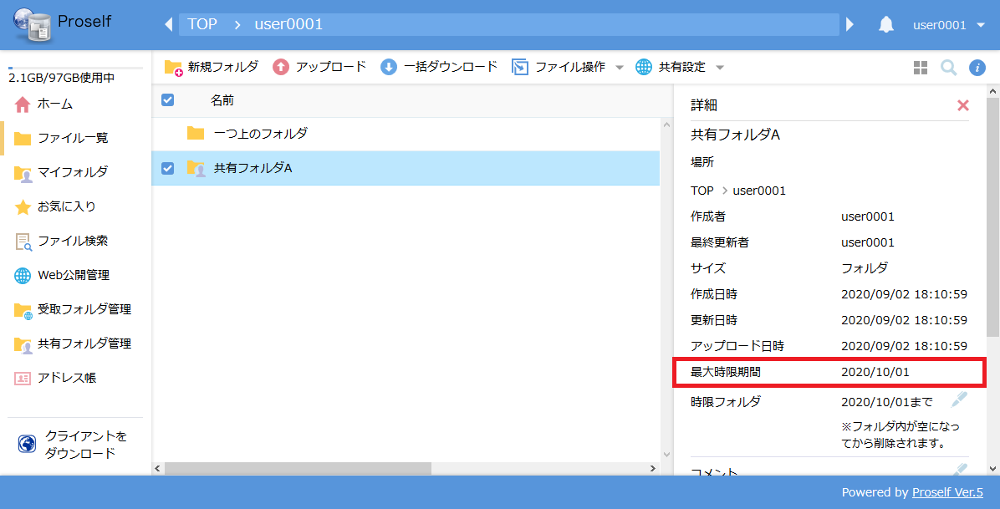 Proself
TOP > user0001
user0001
2.1GB/97GB使用中
ホーム
ファイル一覧
マイフォルダ
お気に入り
ファイル検索
Web公開管理
受取フォルダ管理
共有フォルダ管理
アドレス帳
クライアントを
ダウンロード
新規フォルダ アップロード 一括ダウンロード ファイル操作 共有設定
名前
一つ上のフォルダ
共有フォルダA
詳細
共有フォルダA
場所
TOP > user0001
作成者 user0001
最終更新者 user0001
サイズ フォルダ
作成日時 2020/09/02 18:10:59
更新日時 2020/09/02 18:10:59
アップロード日時 2020/09/02 18:10:59
最大時限期間 2020/10/01
時限フォルダ 2020/10/01まで
※フォルダ内が空になっ
てから削除されます。
コメント
Powered by Proself Ver.5